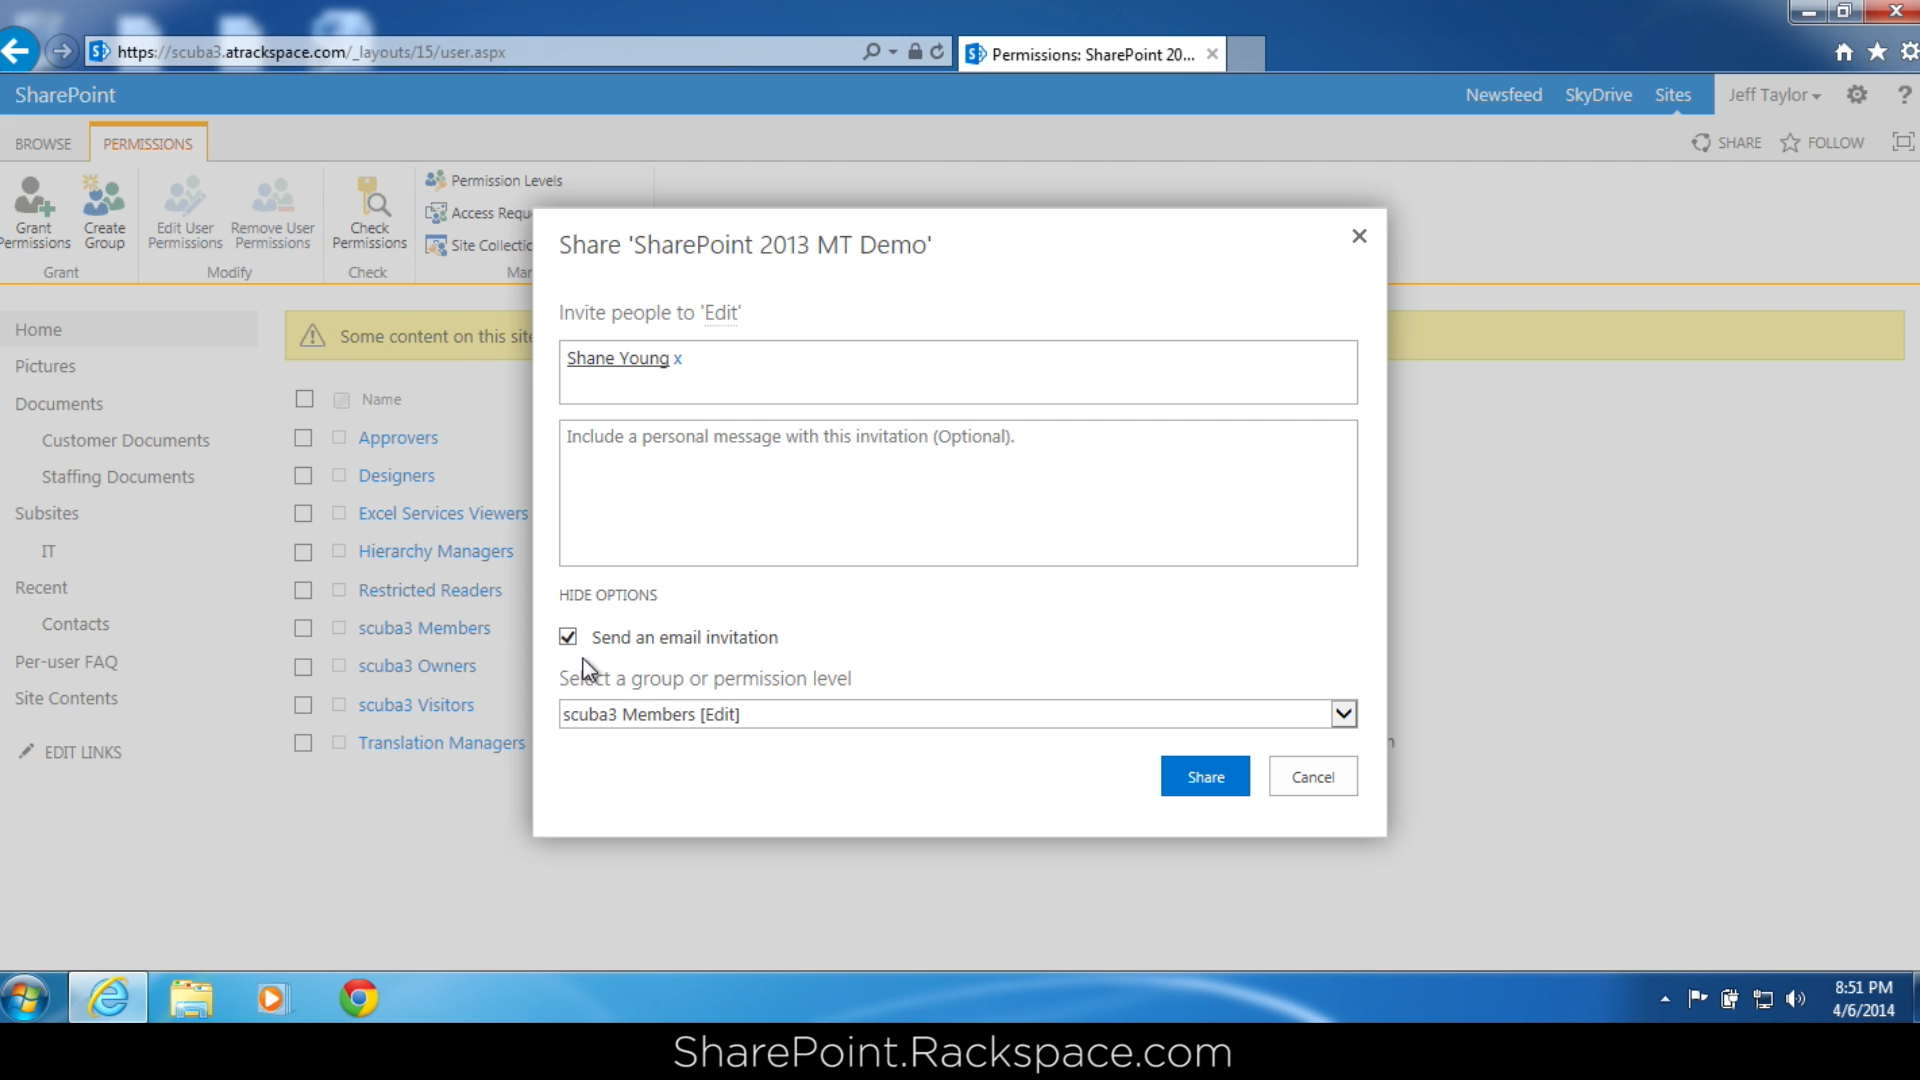 https://scuba3.atrackspace.com/_layouts/15/user.aspx
Permissions: SharePoint 20...
SharePoint
Newsfeed
SkyDrive
Sites
Jeff Taylor
?
BROWSE
PERMISSIONS
SHARE
FOLLOW
Grant Permissions
Create Group
Edit User Permissions
Remove User Permissions
Check Permissions
Permission Levels
Access Requ
Site Collectio
Grant
Modify
Check
Mar
Share 'SharePoint 2013 MT Demo'
Invite people to 'Edit'
Shane Young x
Include a personal message with this invitation (Optional).
HIDE OPTIONS
Send an email invitation
Select a group or permission level
scuba3 Members [Edit]
Share
Cancel
Home
Pictures
Documents
Customer Documents
Staffing Documents
Subsites
IT
Recent
Contacts
Per-user FAQ
Site Contents
EDIT LINKS
Some content on this site
Name
Approvers
Designers
Excel Services Viewers
Hierarchy Managers
Restricted Readers
scuba3 Members
scuba3 Owners
scuba3 Visitors
Translation Managers
8:51 PM
4/6/2014
SharePoint.Rackspace.com